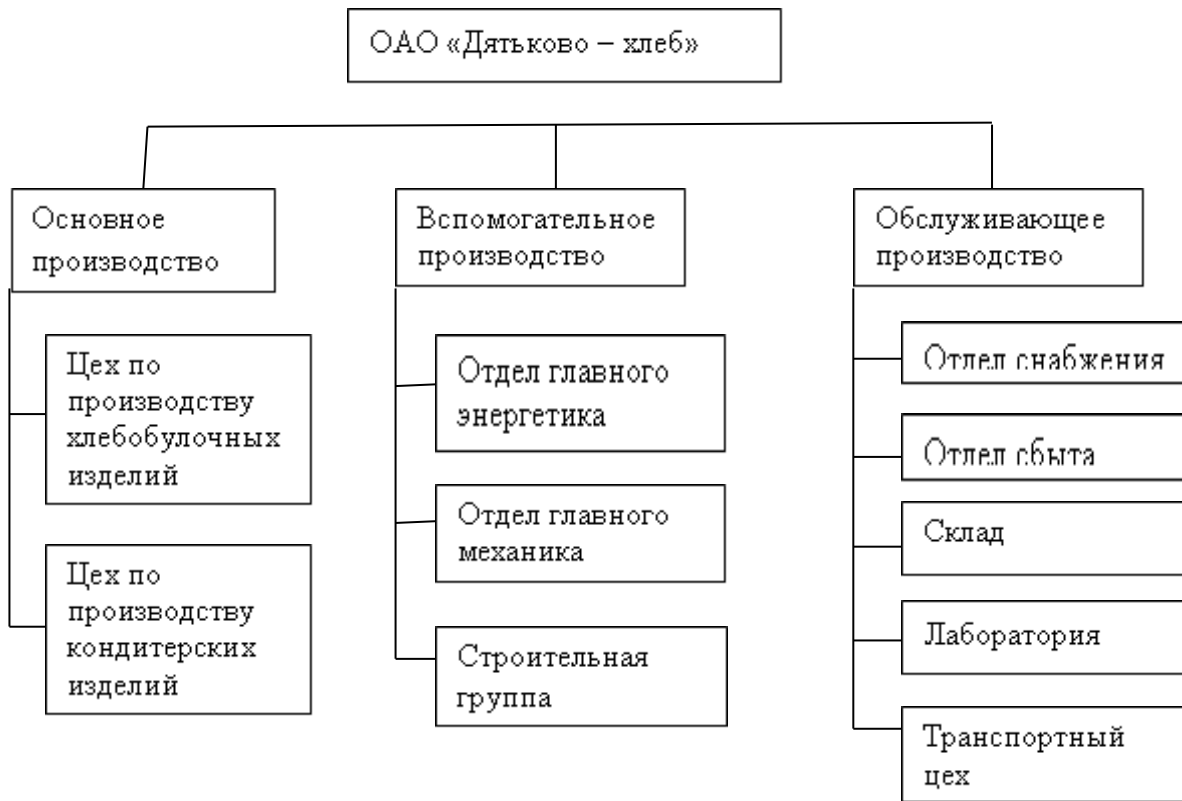 ОАО «Дятьково – хлеб»
Основное
производство
Цех по
производству
хлебобулочных
изделий
Цех по
производству
кондитерских
изделий
Вспомогательное
производство
Отдел главного
энергетика
Отдел главного
механика
Строительная
группа
Обслуживающее
производство
Отдел снабжения
Отдел сбыта
Склад
Лаборатория
Транспортный
цех